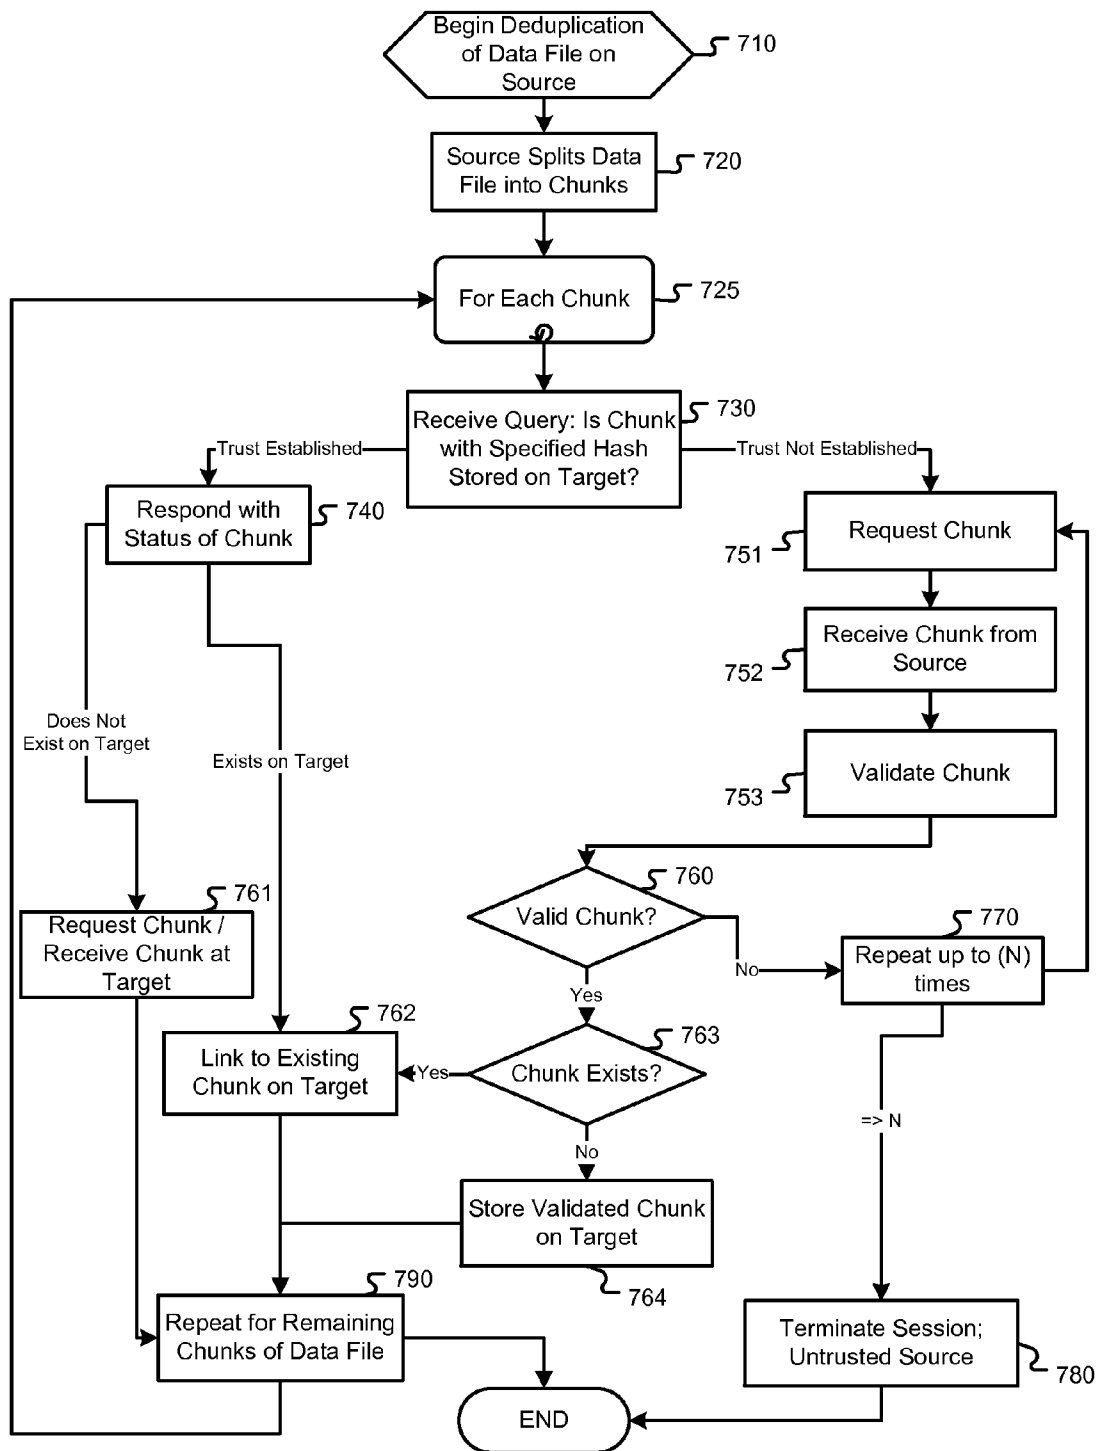 Begin Deduplication
of Data File on
Source
710
Source Splits Data
File into Chunks
720
For Each Chunk
725
Receive Query: Is Chunk
with Specified Hash
Stored on Target?
730
Trust Established
Trust Not Established
Respond with
Status of Chunk
740
Request Chunk
751
Receive Chunk from
Source
752
Does Not
Exist on Target
Exists on Target
Validate Chunk
753
Valid Chunk?
760
Request Chunk /
Receive Chunk at
Target
761
No
Repeat up to (N)
times
770
Yes
Link to Existing
Chunk on Target
762
Yes
Chunk Exists?
763
=> N
No
Store Validated Chunk
on Target
764
Repeat for Remaining
Chunks of Data File
790
Terminate Session;
Untrusted Source
780
END